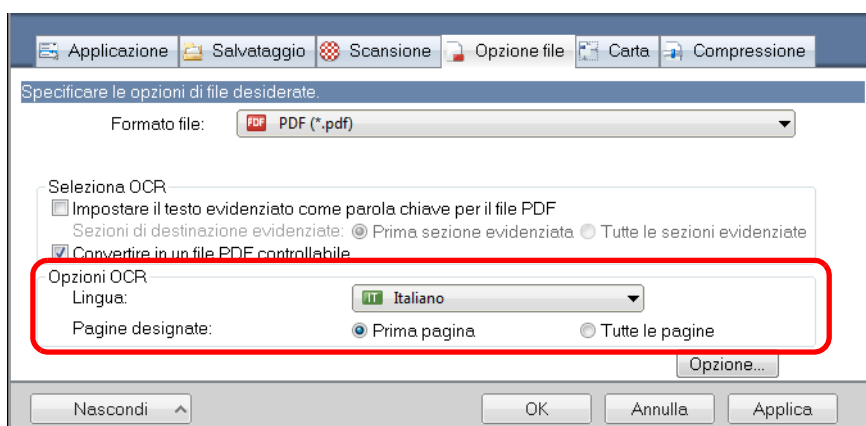 Applicazione Salvataggio Scansione Opzione file Carta Compressione
Specificare le opzioni di file desiderate.
Formato file: PDF PDF (*.pdf)
Seleziona OCR
Impostare il testo evidenziato come parola chiave per il file PDF
Sezioni di destinazione evidenziate: Prima sezione evidenziata Tutte le sezioni evidenziate
Convertire in un file PDF controllabile
Opzioni OCR
Lingua: IT Italiano
Pagine designate: Prima pagina Tutte le pagine
Opzione...
Nascondi OK Annulla Applica